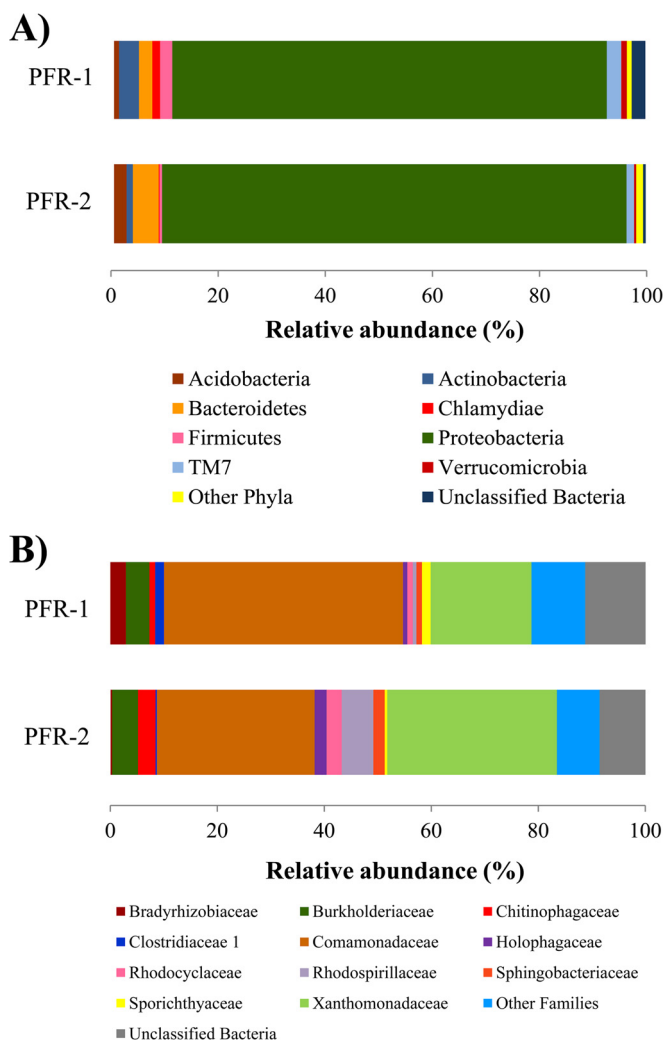 A)
PFR-1
PFR-2
0 20 40 60 80 100
Relative abundance (%)
Acidobacteria Actinobacteria
Bacteroidetes Chlamydiae
Firmicutes Proteobacteria
TM7 Verrucomicrobia
Other Phyla Unclassified Bacteria
B)
PFR-1
PFR-2
0 20 40 60 80 100
Relative abundance (%)
Bradyrhizobiaceae Burkholderiaceae Chitinophagaceae
Clostridiaceae 1 Comamonadaceae Holophagaceae
Rhodocyclaceae Rhodospirillaceae Sphingobacteriaceae
Sporichthyaceae Xanthomonadaceae Other Families
Unclassified Bacteria